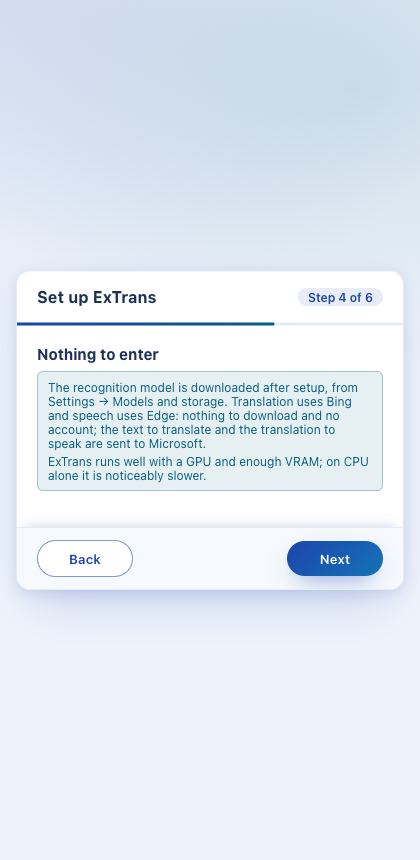 Set up ExTrans
Step 4 of 6
Nothing to enter
The recognition model is downloaded after setup, from
Settings → Models and storage. Translation uses Bing
and speech uses Edge: nothing to download and no
account; the text to translate and the translation to
speak are sent to Microsoft.
ExTrans runs well with a GPU and enough VRAM; on CPU
alone it is noticeably slower.
Back
Next